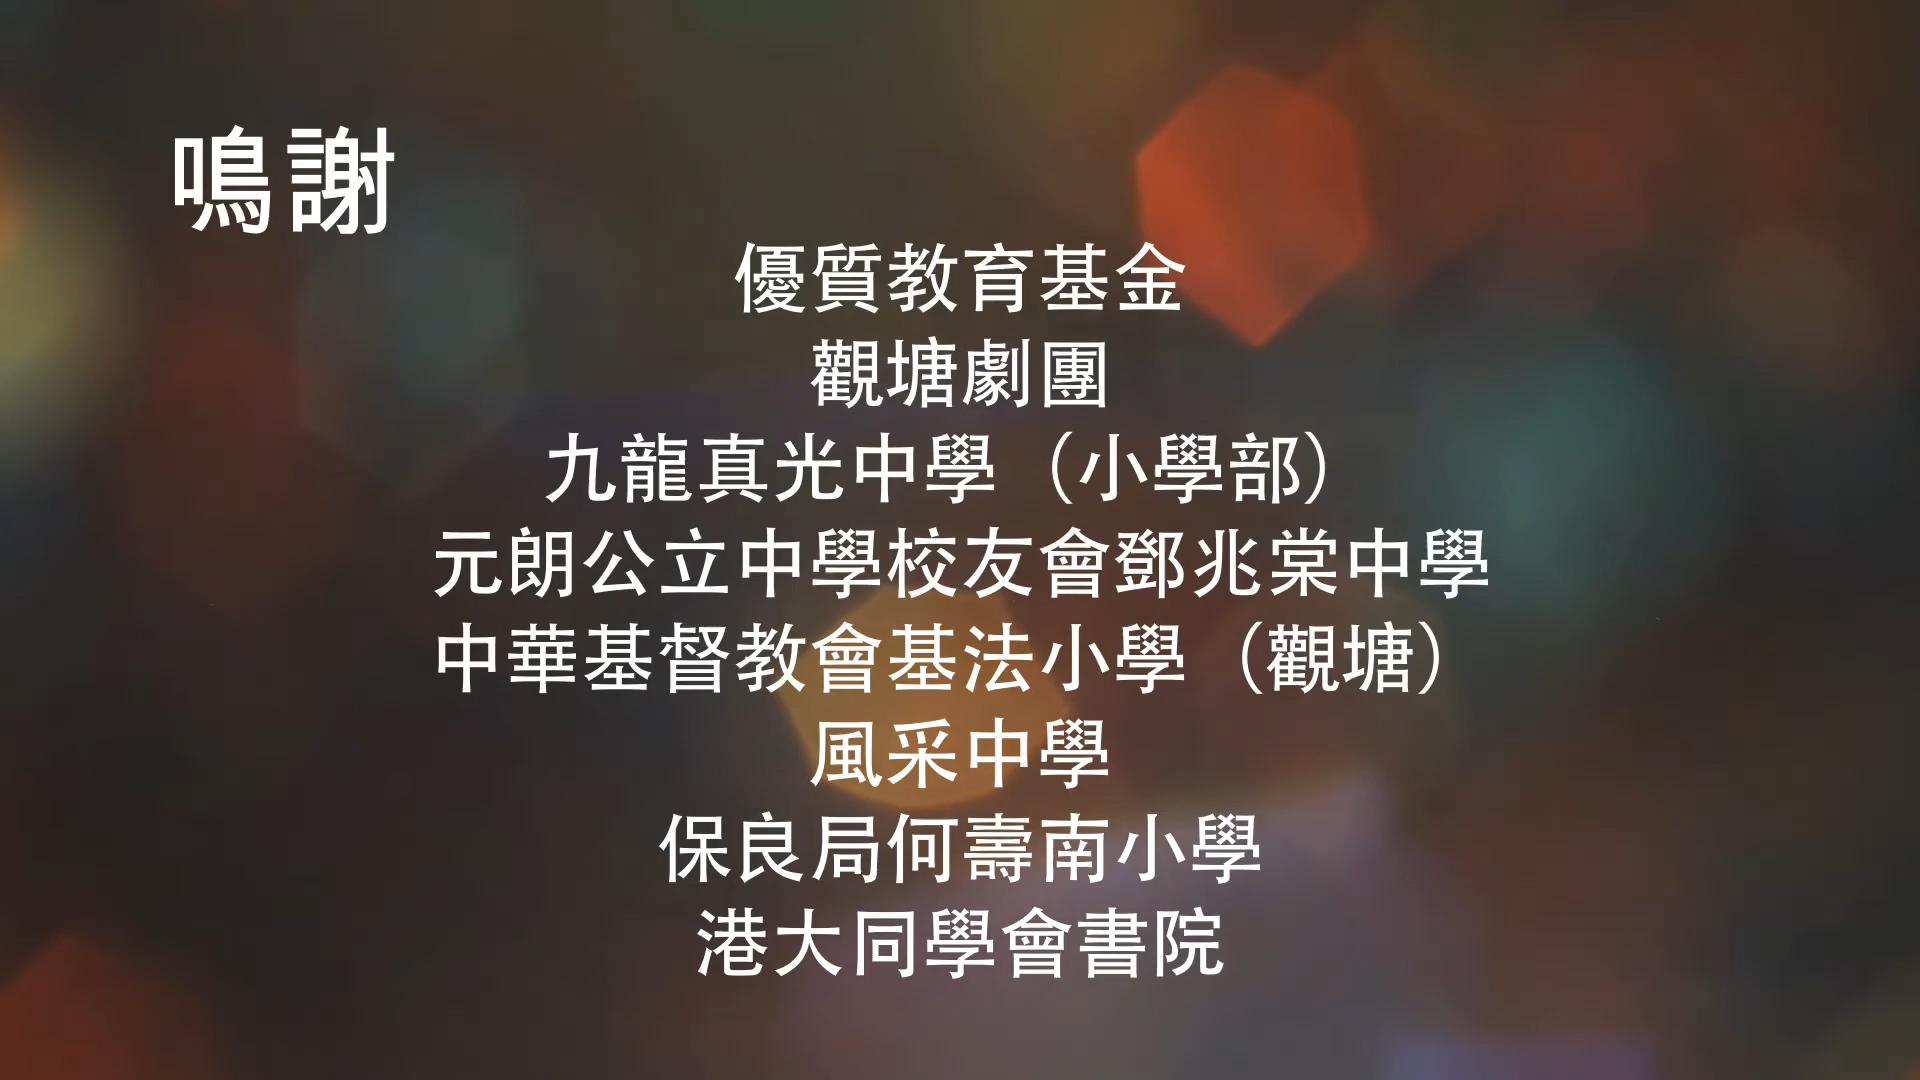 鳴謝
優質教育基金
觀塘劇團
九龍真光中學（小學部）
元朗公立中學校友會鄧兆棠中學
中華基督教會基法小學（觀塘）
風采中學
保良局何壽南小學
港大同學會書院